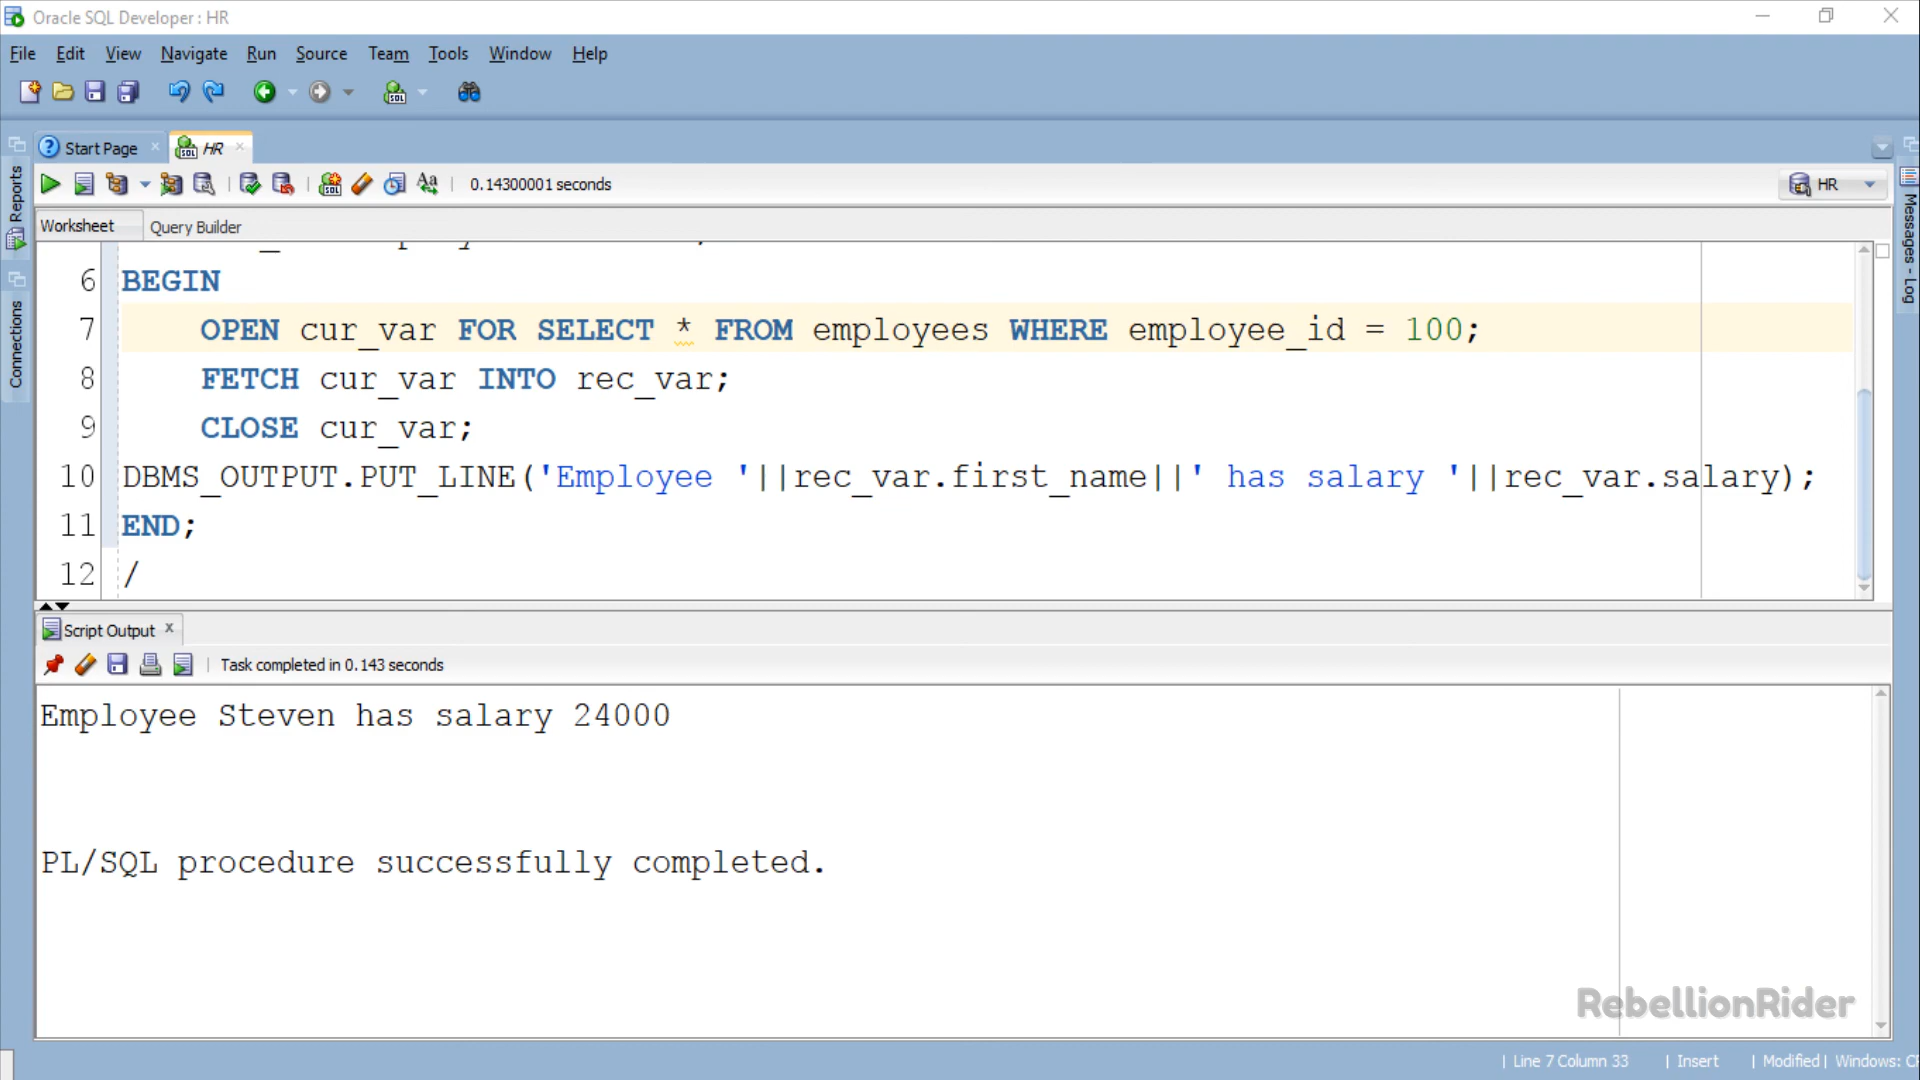 Oracle SQL Developer : HR
File Edit View Navigate Run Source Team Tools Window Help
Start Page HR
0.14300001 seconds
HR
Worksheet Query Builder
6 BEGIN
7 OPEN cur_var FOR SELECT * FROM employees WHERE employee_id = 100;
8 FETCH cur_var INTO rec_var;
9 CLOSE cur_var;
10 DBMS_OUTPUT.PUT_LINE('Employee '||rec_var.first_name||' has salary '||rec_var.salary);
11 END;
12 /
Script Output
Task completed in 0.143 seconds
Employee Steven has salary 24000
PL/SQL procedure successfully completed.
Reports
Connections
Messages - Log
RebellionRider
Line 7 Column 33 | Insert | Modified | Windows: